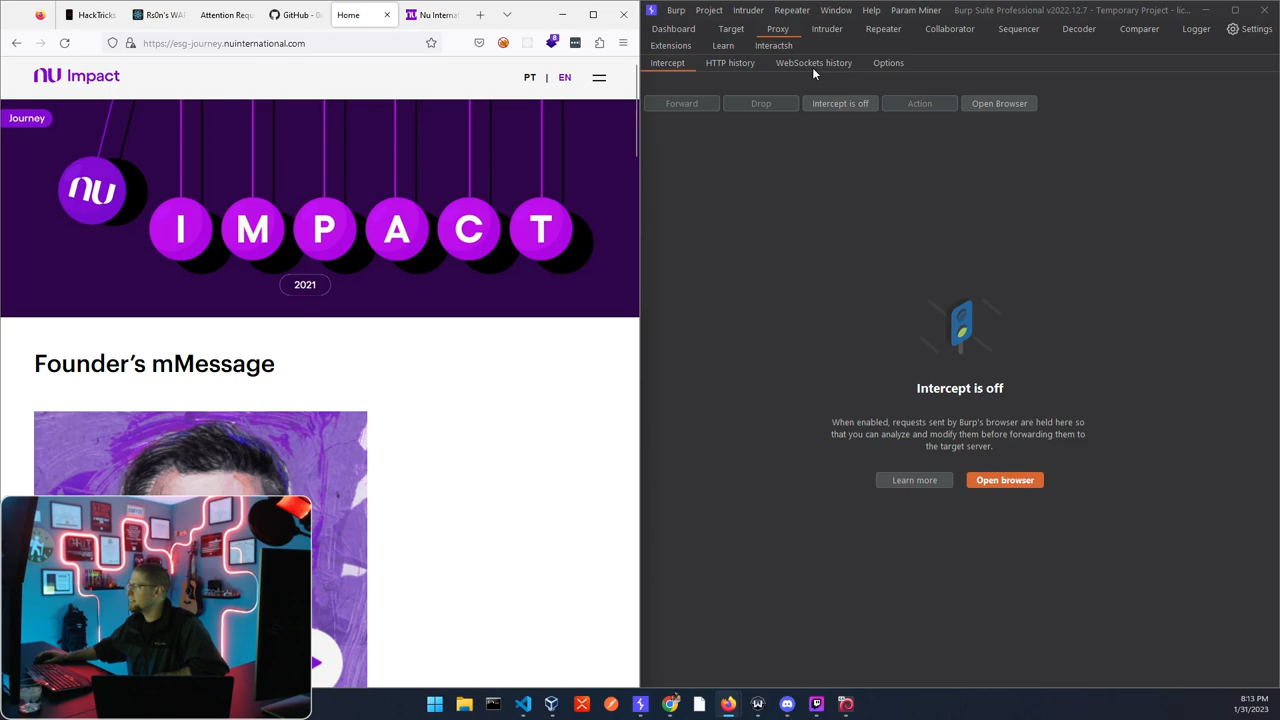 HackTricks
Rs0n's WAP
Attention Requ
GitHub - G
Home
Nu Interna
https://esg-journey.nuinternational.com
8
nu Impact
PT | EN
Journey
nu
IMPACT
2021
Founder's mMessage
Burp Project Intruder Repeater Window Help Param Miner
Burp Suite Professional v2022.12.7 - Temporary Project - lic...
Dashboard Target Proxy Intruder Repeater Collaborator Sequencer Decoder Comparer Logger Settings
Extensions Learn Interactsh
Intercept HTTP history WebSockets history Options
Forward Drop Intercept is off Action Open Browser
Intercept is off
When enabled, requests sent by Burp's browser are held here so
that you can analyze and modify them before forwarding them to
the target server.
Learn more Open browser
8:13 PM
1/31/2023